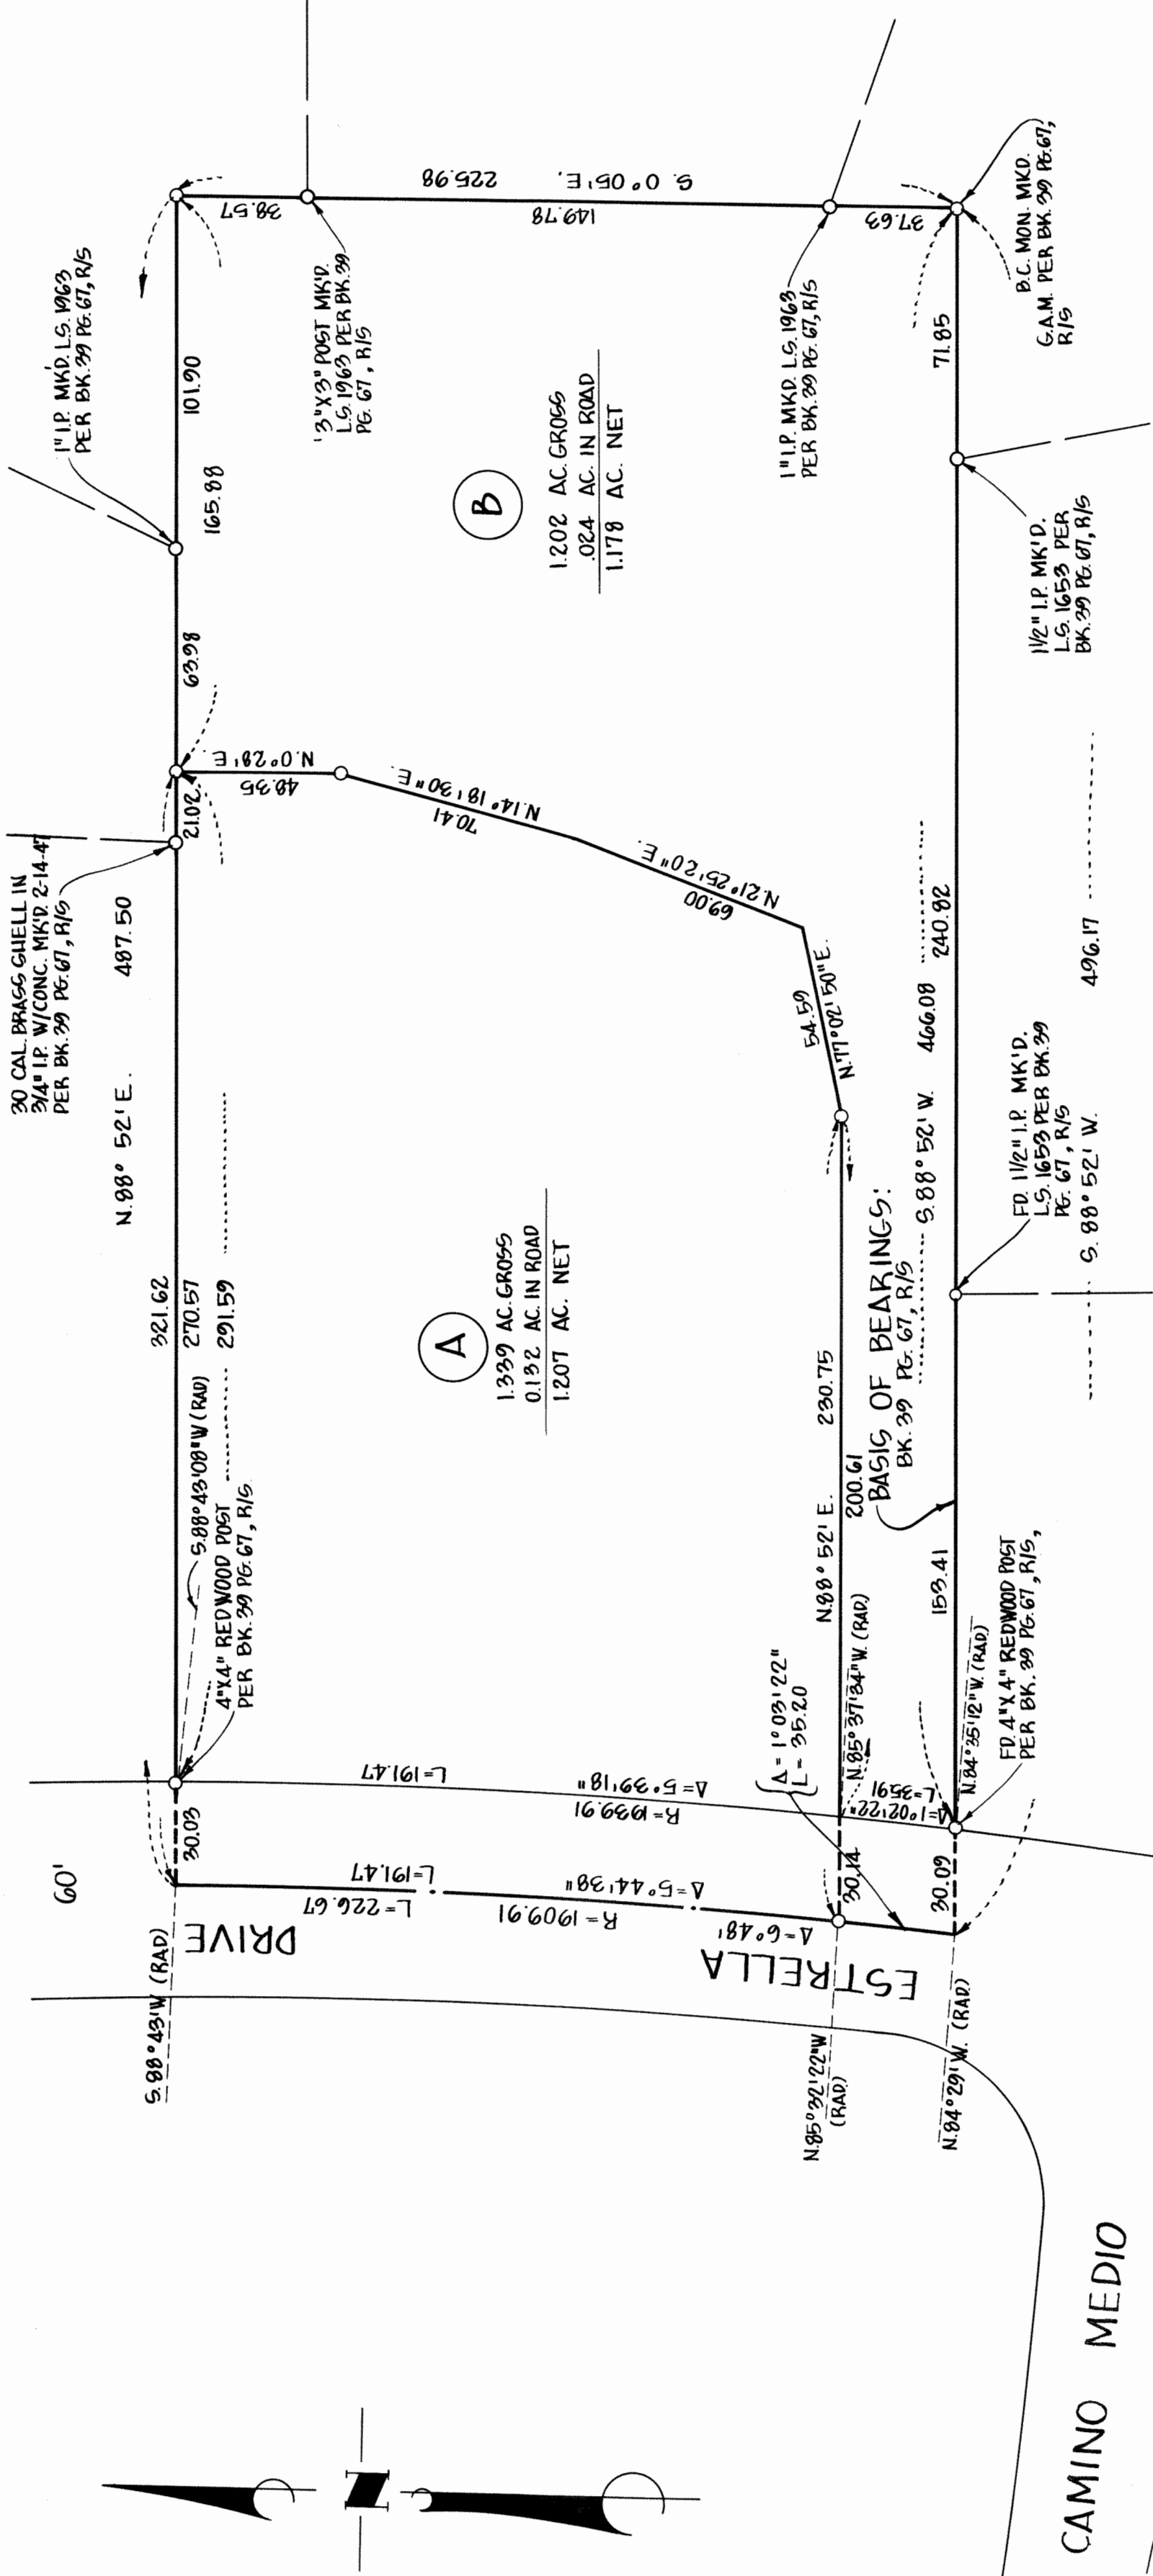 30 CAL. BRASS SHELL IN
3/4" I.P. W/CONC. MK'D. 2-14-47
PER BK. 39 PG. 67, R/S
1" I.P. MKD. L.S. 1963
PER BK. 39 PG. 67, R/S
N. 88° 52' E. 487.50
321.62
270.57
291.59
21.02
63.98
101.90
165.88
38.57
S. 0° 05' E. 225.98
149.78
37.63
'3"X3" POST MK'D.
L.S. 1963 PER BK. 39
PG. 67, R/S
1" I.P. MKD. L.S. 1963
PER BK. 39 PG. 67, R/S
B.C. MON. MKD.
G.A.M. PER BK. 39 PG. 67,
R/S
B
1.202 AC. GROSS
.024 AC. IN ROAD
1.178 AC. NET
N. 0° 28' E.
48.35
N. 14° 18' 30" E.
70.41
N. 21° 25' 20" E.
69.00
54.59
N. 77° 02' 50" E.
A
1.339 AC. GROSS
0.132 AC. IN ROAD
1.207 AC. NET
S. 88° 43' 08" W (RAD)
4"X4" REDWOOD POST
PER BK. 39 PG. 67, R/S
N. 88° 52' E. 230.75
200.61
BASIS OF BEARINGS:
BK. 39 PG. 67, R/S
S. 88° 52' W. 466.08
153.41
240.82
71.85
1 1/2" I.P. MK'D.
L.S. 1653 PER
BK. 39 PG. 67, R/S
FD. 1 1/2" I.P. MK'D.
L.S. 1653 PER BK. 39
PG. 67, R/S
S. 88° 52' W. 496.17
FD. 4"X4" REDWOOD POST
PER BK. 39 PG. 67, R/S,
N. 84° 35' 12" W. (RAD)
N. 85° 37' 34" W. (RAD)
Δ = 1° 03' 22"
L = 35.20
Δ = 1° 02' 22"
L = 35.91
L = 191.47
Δ = 5° 39' 18"
R = 1939.91
60'
30.03
30.14
30.09
L = 191.47
L = 226.67
Δ = 5° 44' 38"
R = 1909.91
Δ = 6° 48'
ESTRELLA DRIVE
S. 88° 43' W (RAD)
N. 85° 32' 22" W
(RAD)
N. 84° 29' W. (RAD)
N
CAMINO MEDIO